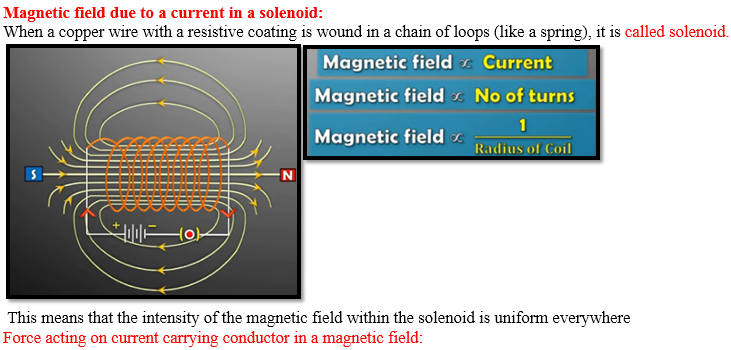 Magnetic field due to a current in a solenoid:
When a copper wire with a resistive coating is wound in a chain of loops (like a spring), it is called solenoid.
Magnetic field ∝ Current
Magnetic field ∝ No of turns
Magnetic field ∝ 1
Radius of Coil
S
N
+ −
This means that the intensity of the magnetic field within the solenoid is uniform everywhere
Force acting on current carrying conductor in a magnetic field: